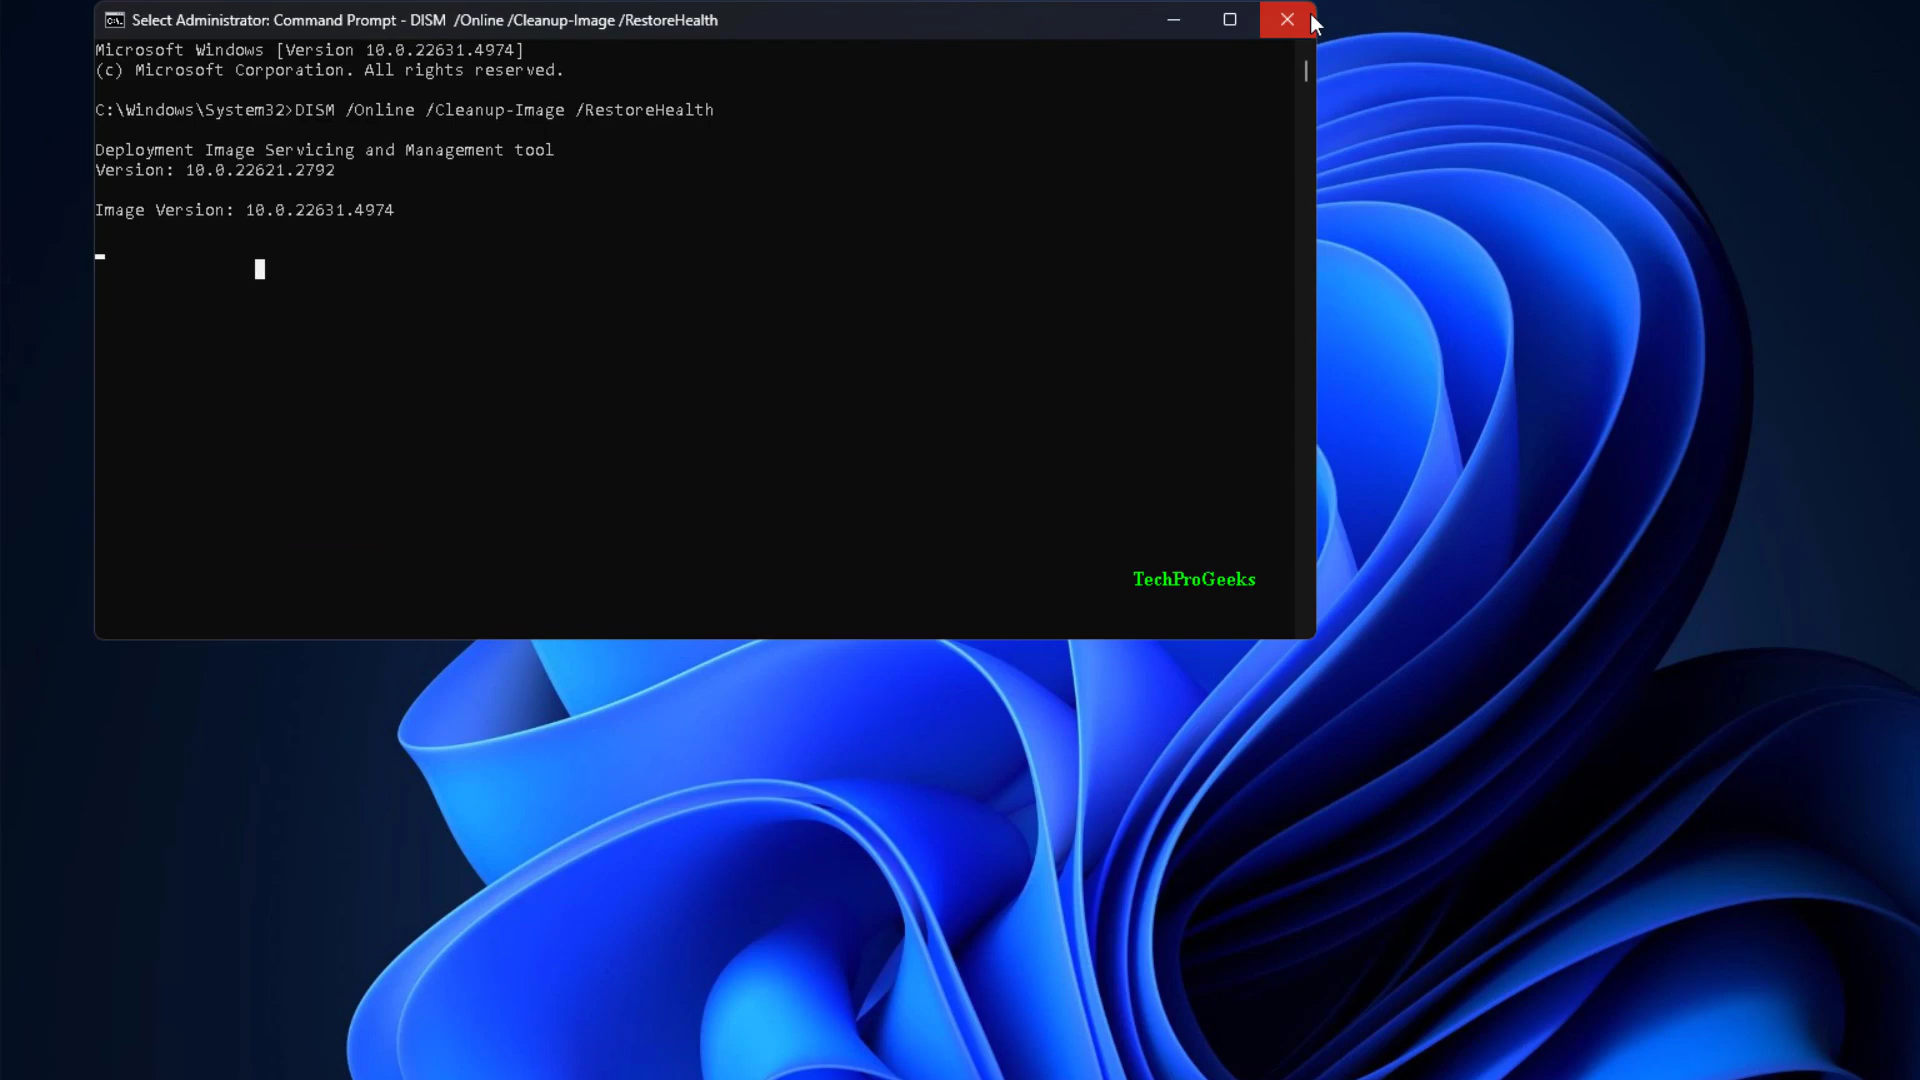 Select Administrator: Command Prompt - DISM  /Online /Cleanup-Image /RestoreHealth
Microsoft Windows [Version 10.0.22631.4974]
(c) Microsoft Corporation. All rights reserved.
C:\Windows\System32>DISM /Online /Cleanup-Image /RestoreHealth
Deployment Image Servicing and Management tool
Version: 10.0.22621.2792
Image Version: 10.0.22631.4974
TechProGeeks